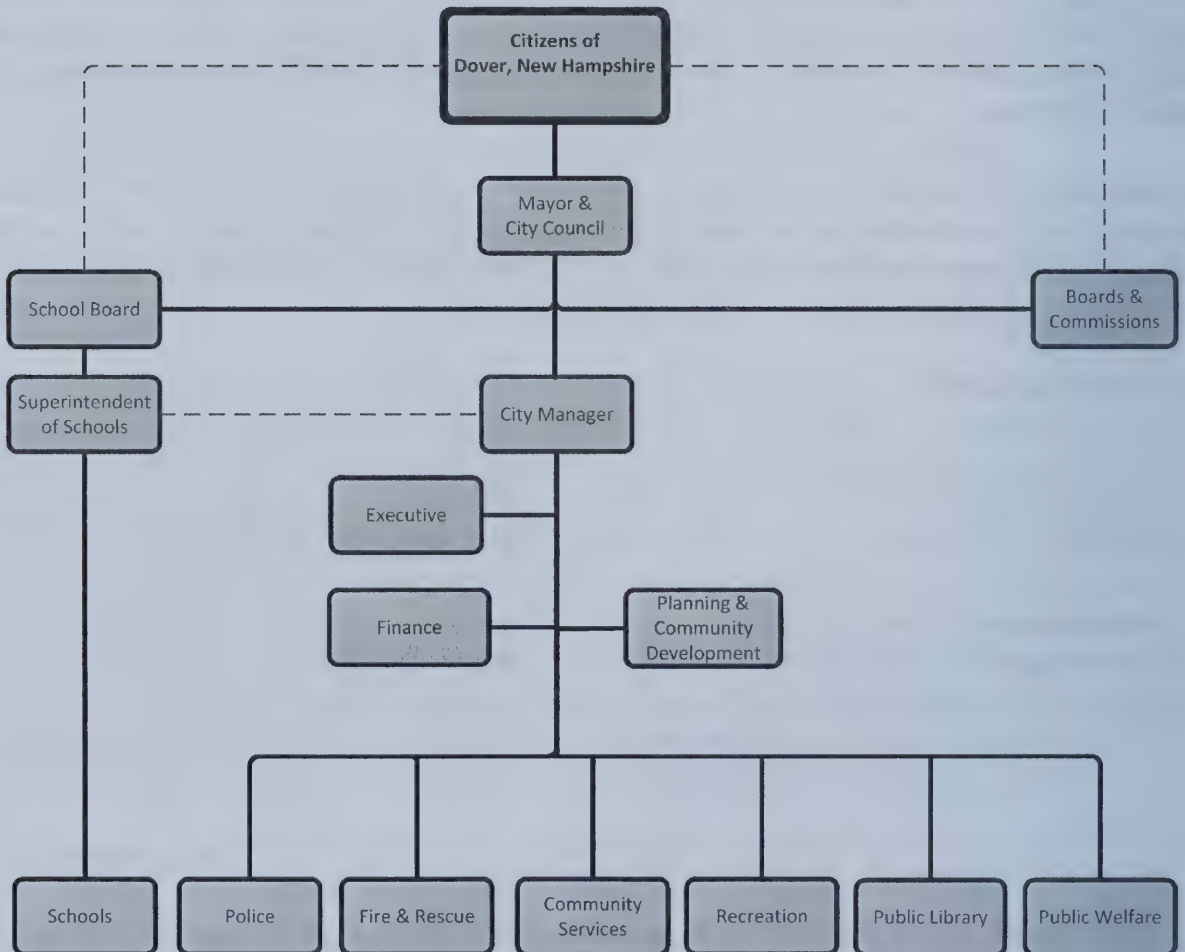 Citizens of
Dover, New Hampshire
Mayor &
City Council
School Board
Boards &
Commissions
Superintendent
of Schools
City Manager
Executive
Finance
Planning &
Community
Development
Schools
Police
Fire & Rescue
Community
Services
Recreation
Public Library
Public Welfare